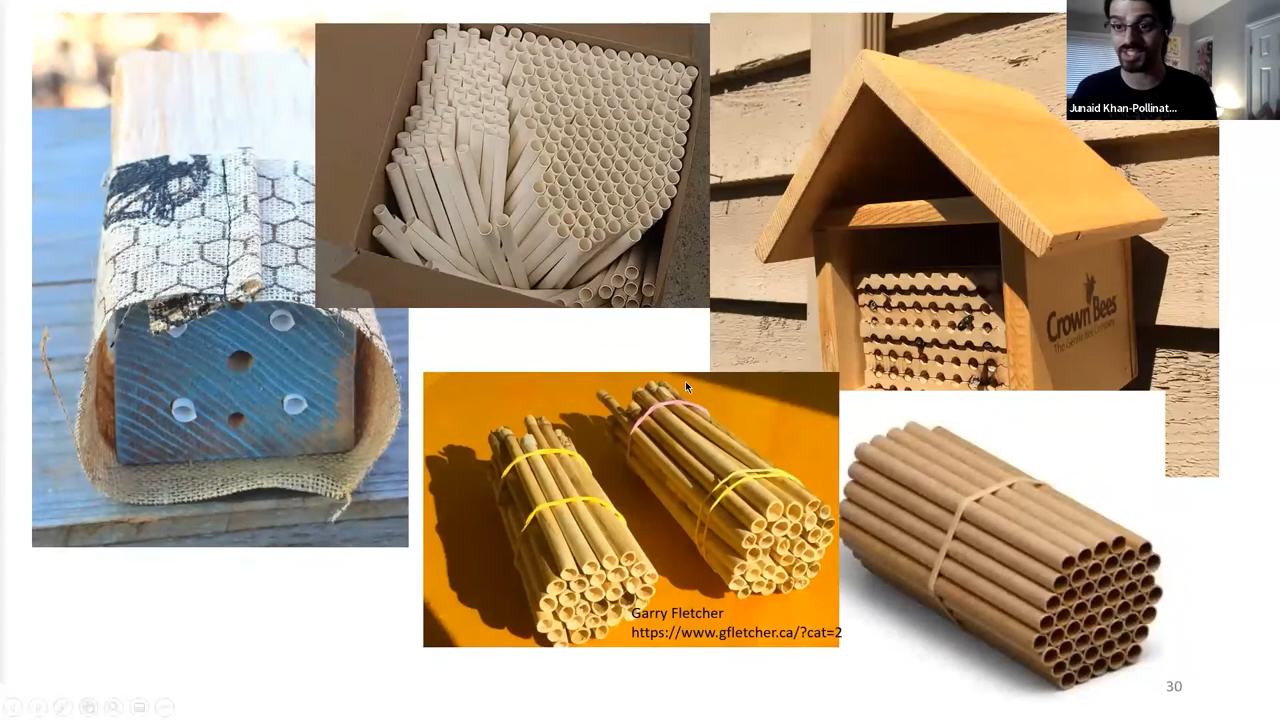 Junaid Khan-Pollinat...
Crown Bees
The Gentle Bee Company
Garry Fletcher
https://www.gfletcher.ca/?cat=2
30